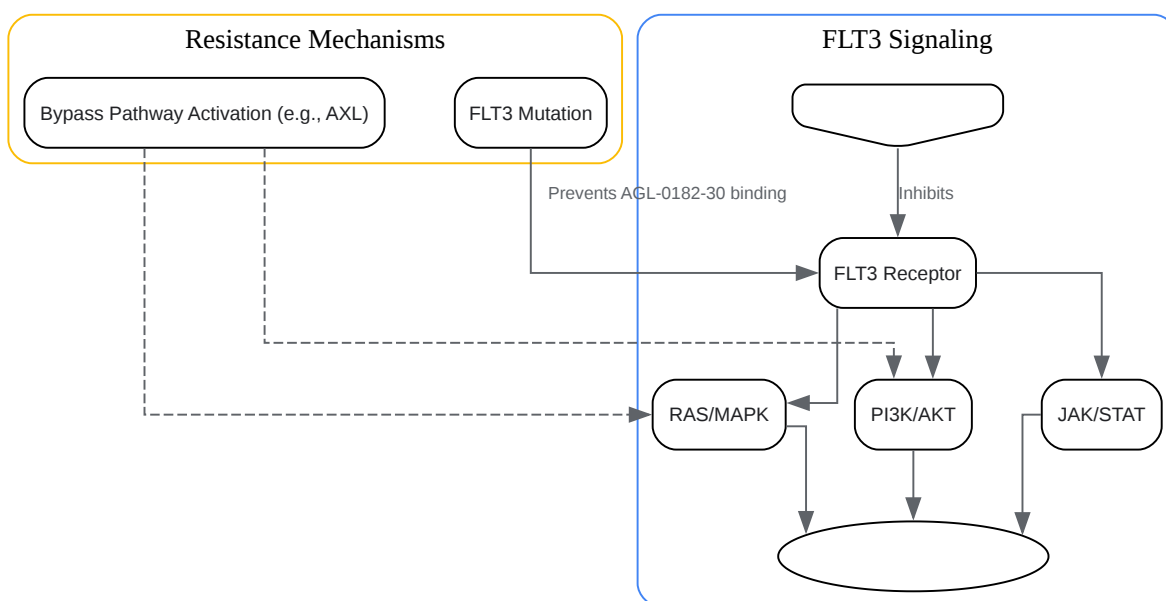 Resistance Mechanisms
FLT3 Signaling
Bypass Pathway Activation (e.g., AXL)
FLT3 Mutation
Prevents AGL-0182-30 binding
Inhibits
FLT3 Receptor
RAS/MAPK
PI3K/AKT
JAK/STAT